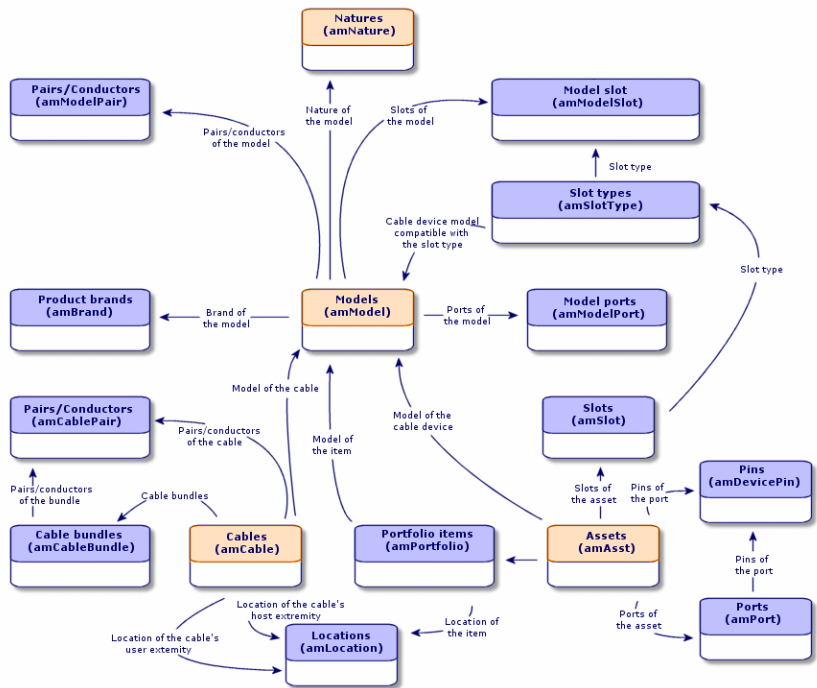 Natures
(amNature)
Pairs/Conductors
(amModelPair)
Model slot
(amModelSlot)
Nature of
the model
Slots of
the model
Pairs/conductors
of the model
Slot type
Slot types
(amSlotType)
Cable device model
compatible with
the slot type
Slot type
Product brands
(amBrand)
Brand of
the model
Models
(amModel)
Ports of
the model
Model ports
(amModelPort)
Model of the cable
Pairs/Conductors
(amCablePair)
Pairs/conductors
of the cable
Model of
the item
Model of the
cable device
Slots
(amSlot)
Pins
(amDevicePin)
Pairs/conductors
of the bundle
Cable bundles
Slots of
the asset
Pins of
the port
Cable bundles
(amCableBundle)
Cables
(amCable)
Portfolio items
(amPortfolio)
Assets
(amAsst)
Pins of
the port
Location of the cable's
host extremity
Location of the cable's
user extemity
Locations
(amLocation)
Location of
the item
Ports of
the asset
Ports
(amPort)